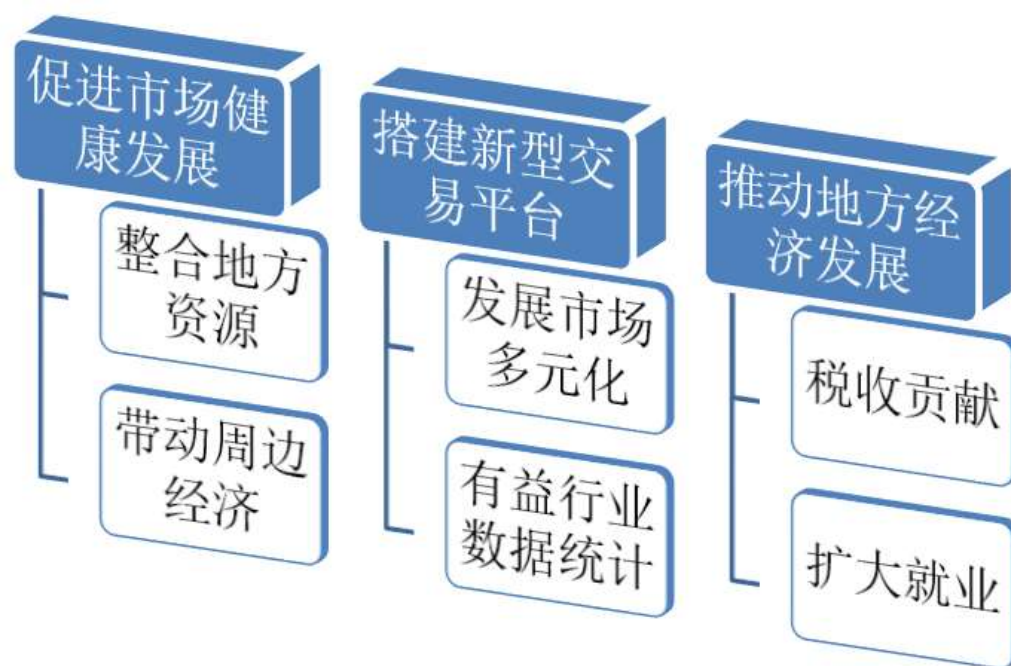 促进市场健
康发展
整合地方
资源
带动周边
经济
搭建新型交
易平台
发展市场
多元化
有益行业
数据统计
推动地方经
济发展
税收贡献
扩大就业